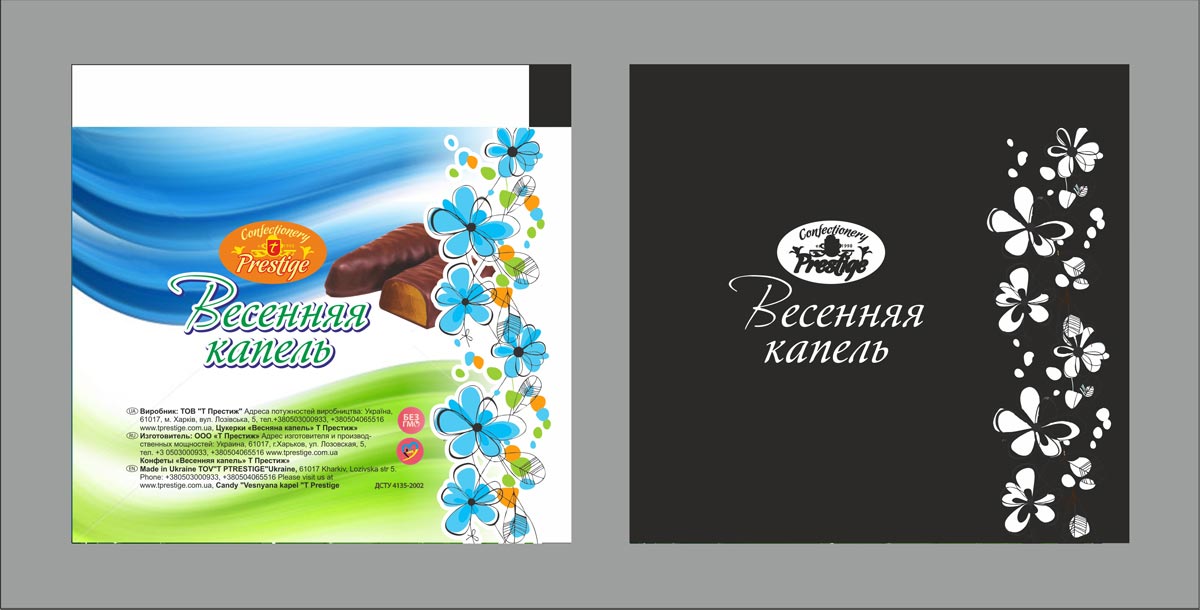 Confectionery
t 1998
Prestige
Весенняя
капель
UA Виробник: ТОВ "Т Престиж" Адреса потужностей виробництва: Україна,
61017, м. Харків, вул. Лозівська, 5, тел.+380503000933, +380504065516
www.tprestige.com.ua, Цукерки «Весняна капель» Т Престиж»
RU Изготовитель: ООО «Т Престиж» Адрес изготовителя и производ-
ственных мощностей: Украина, 61017, г.Харьков, ул. Лозовская, 5,
тел. +3 0503000933, +380504065516 www.tprestige.com.ua
Конфеты «Весенняя капель» Т Престиж»
EN Made in Ukraine TOV"T PTRESTIGE"Ukraine, 61017 Kharkiv, Lozivska str 5.
Phone: +380503000933, +380504065516 Please visit us at
www.tprestige.com.ua, Candy "Vesnyana kapel "T Prestige
ДСТУ 4135-2002
БЕЗ
ГМО
Confectionery
Prestige
Весенняя
капель